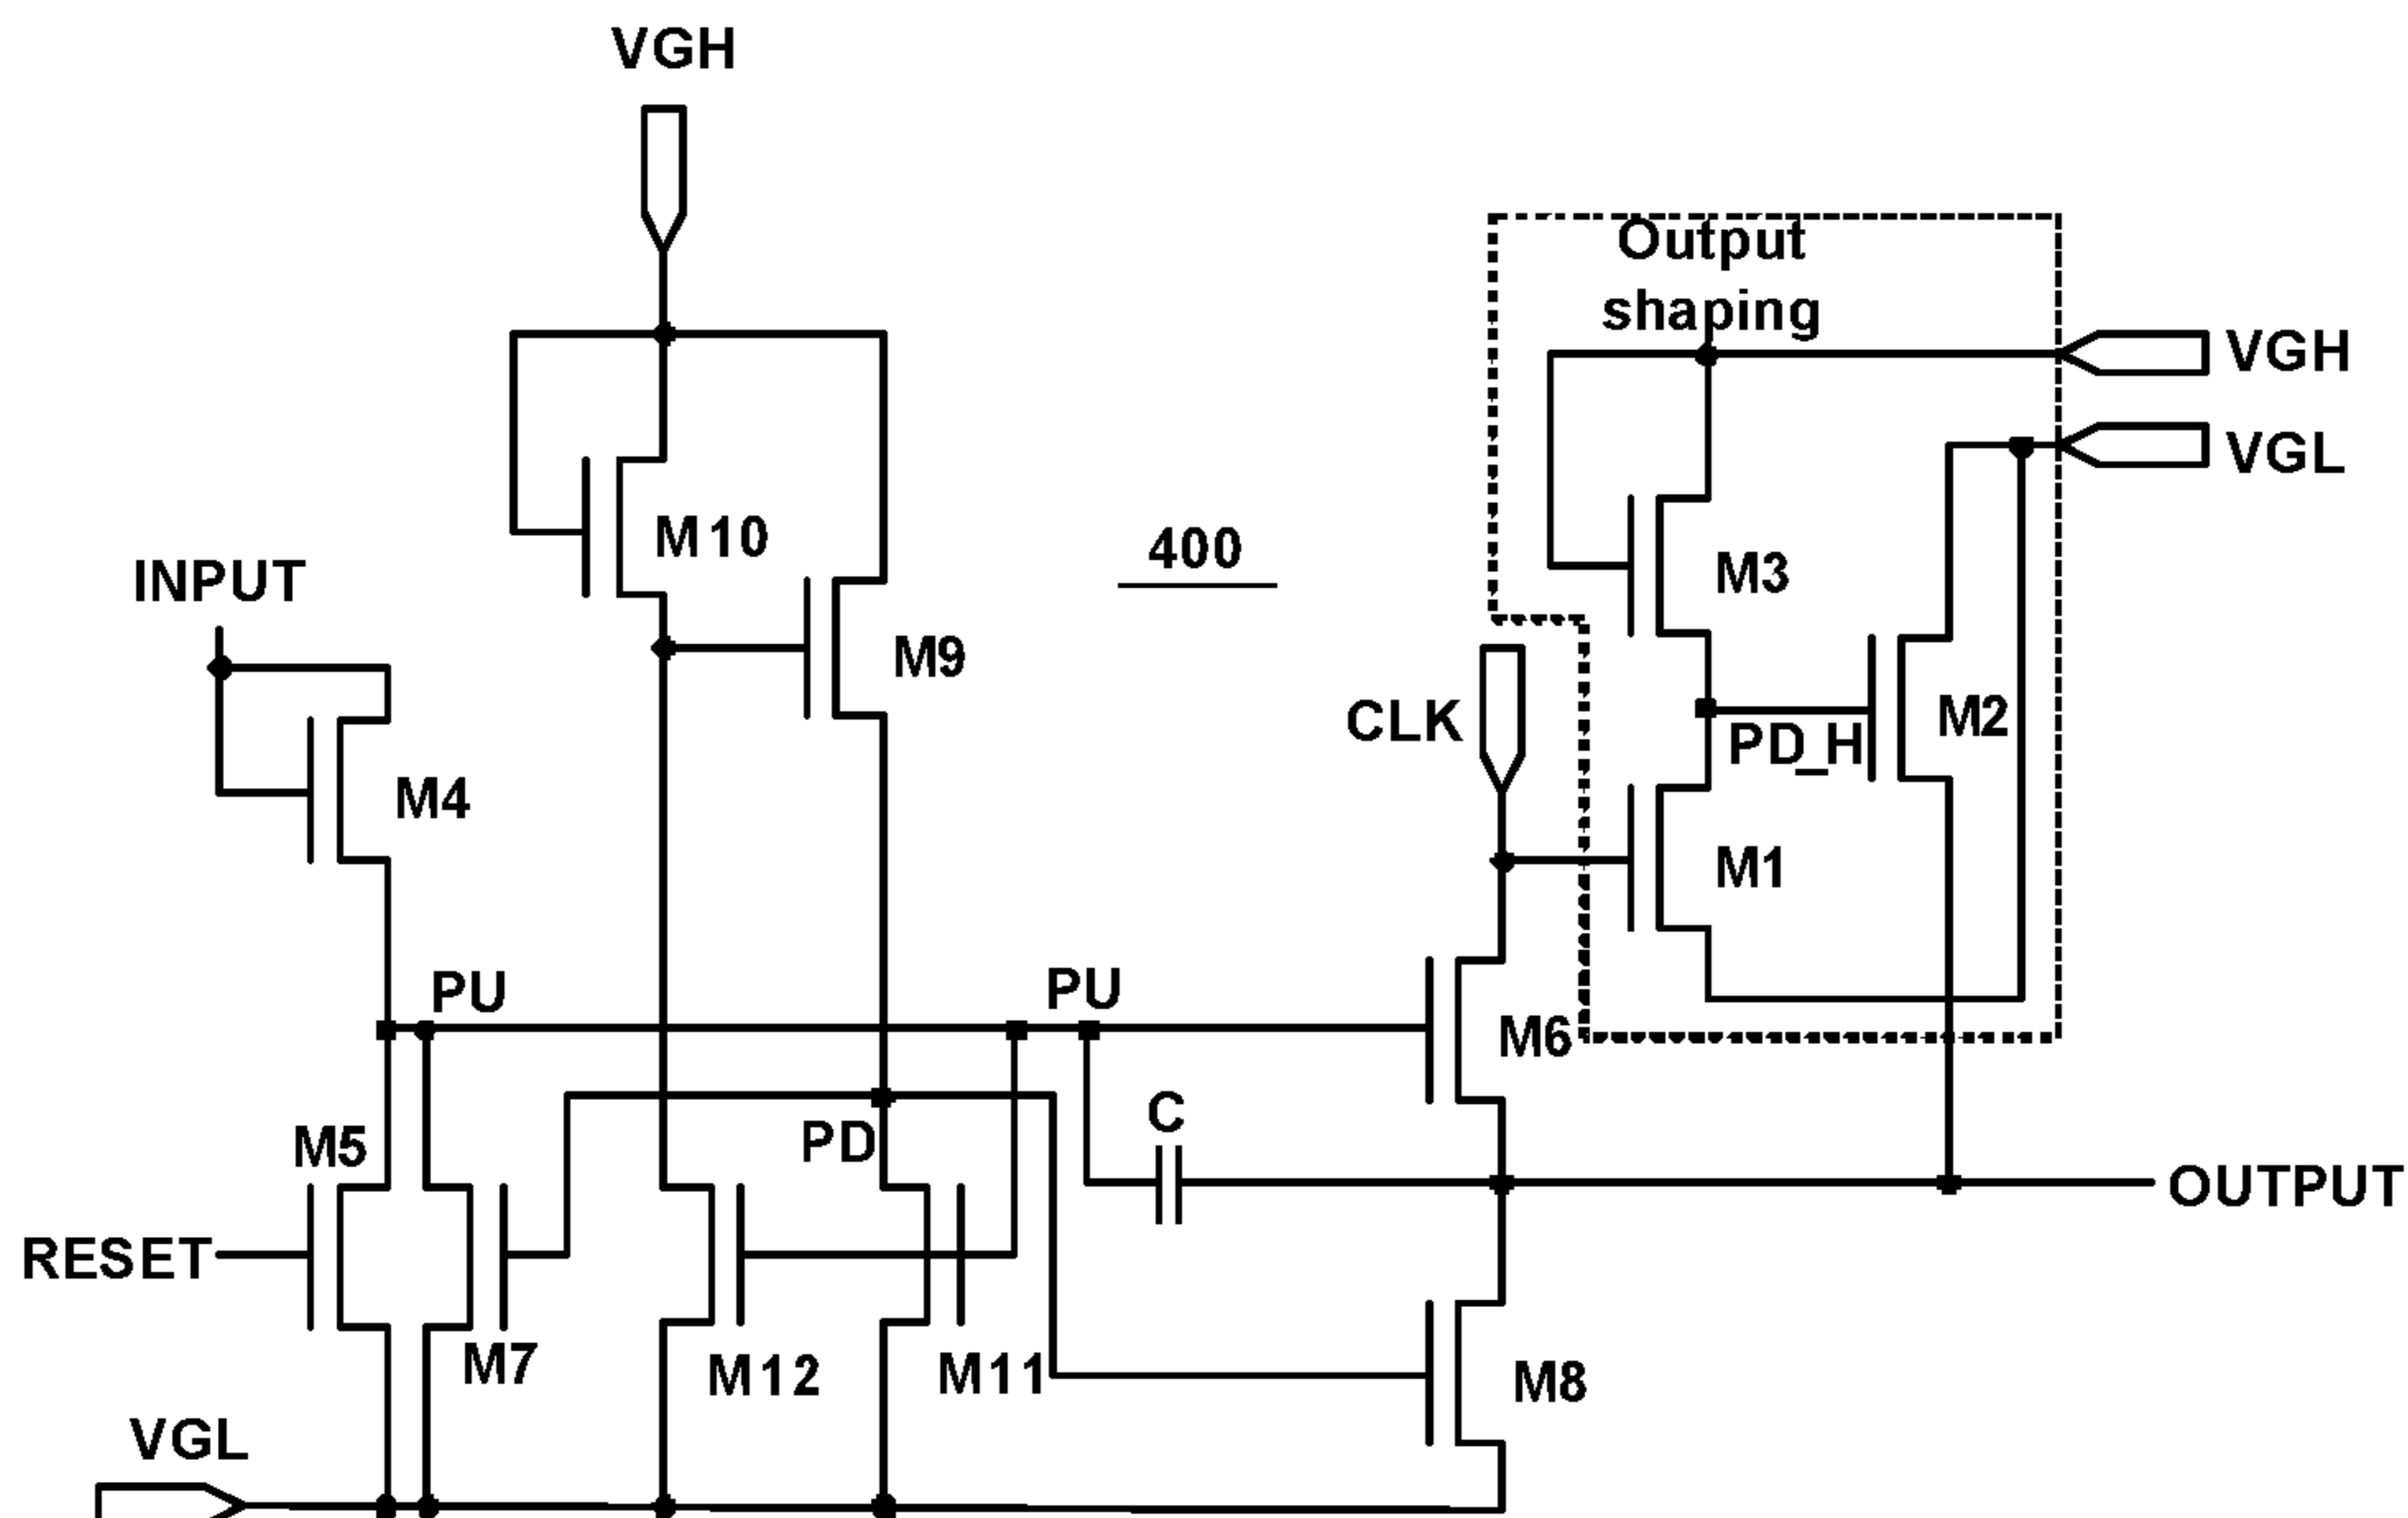 VGH
Output
shaping
VGH
VGL
M10
400
M3
INPUT
M9
CLK
M2
PD_H
M4
M1
PU
PU
M6
C
M5
PD
OUTPUT
RESET
M7
M12
M11
M8
VGL